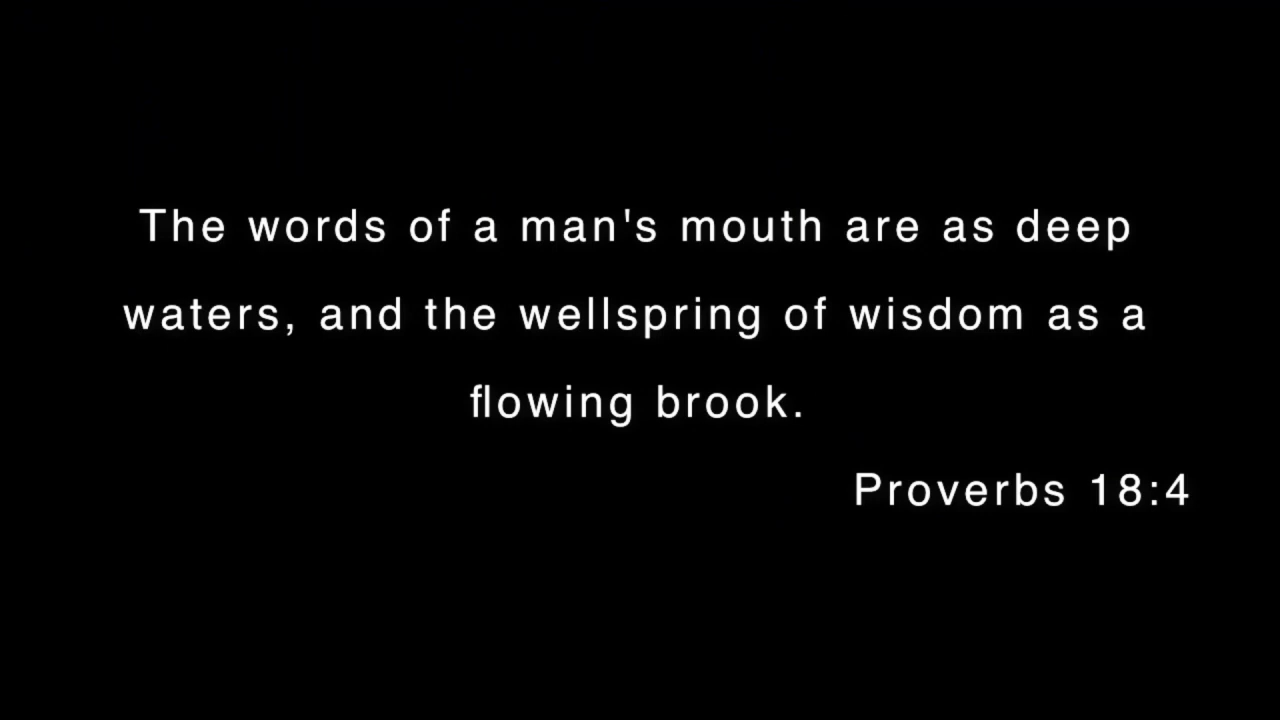 The words of a man's mouth are as deep
waters, and the wellspring of wisdom as a
flowing brook.
Proverbs 18:4